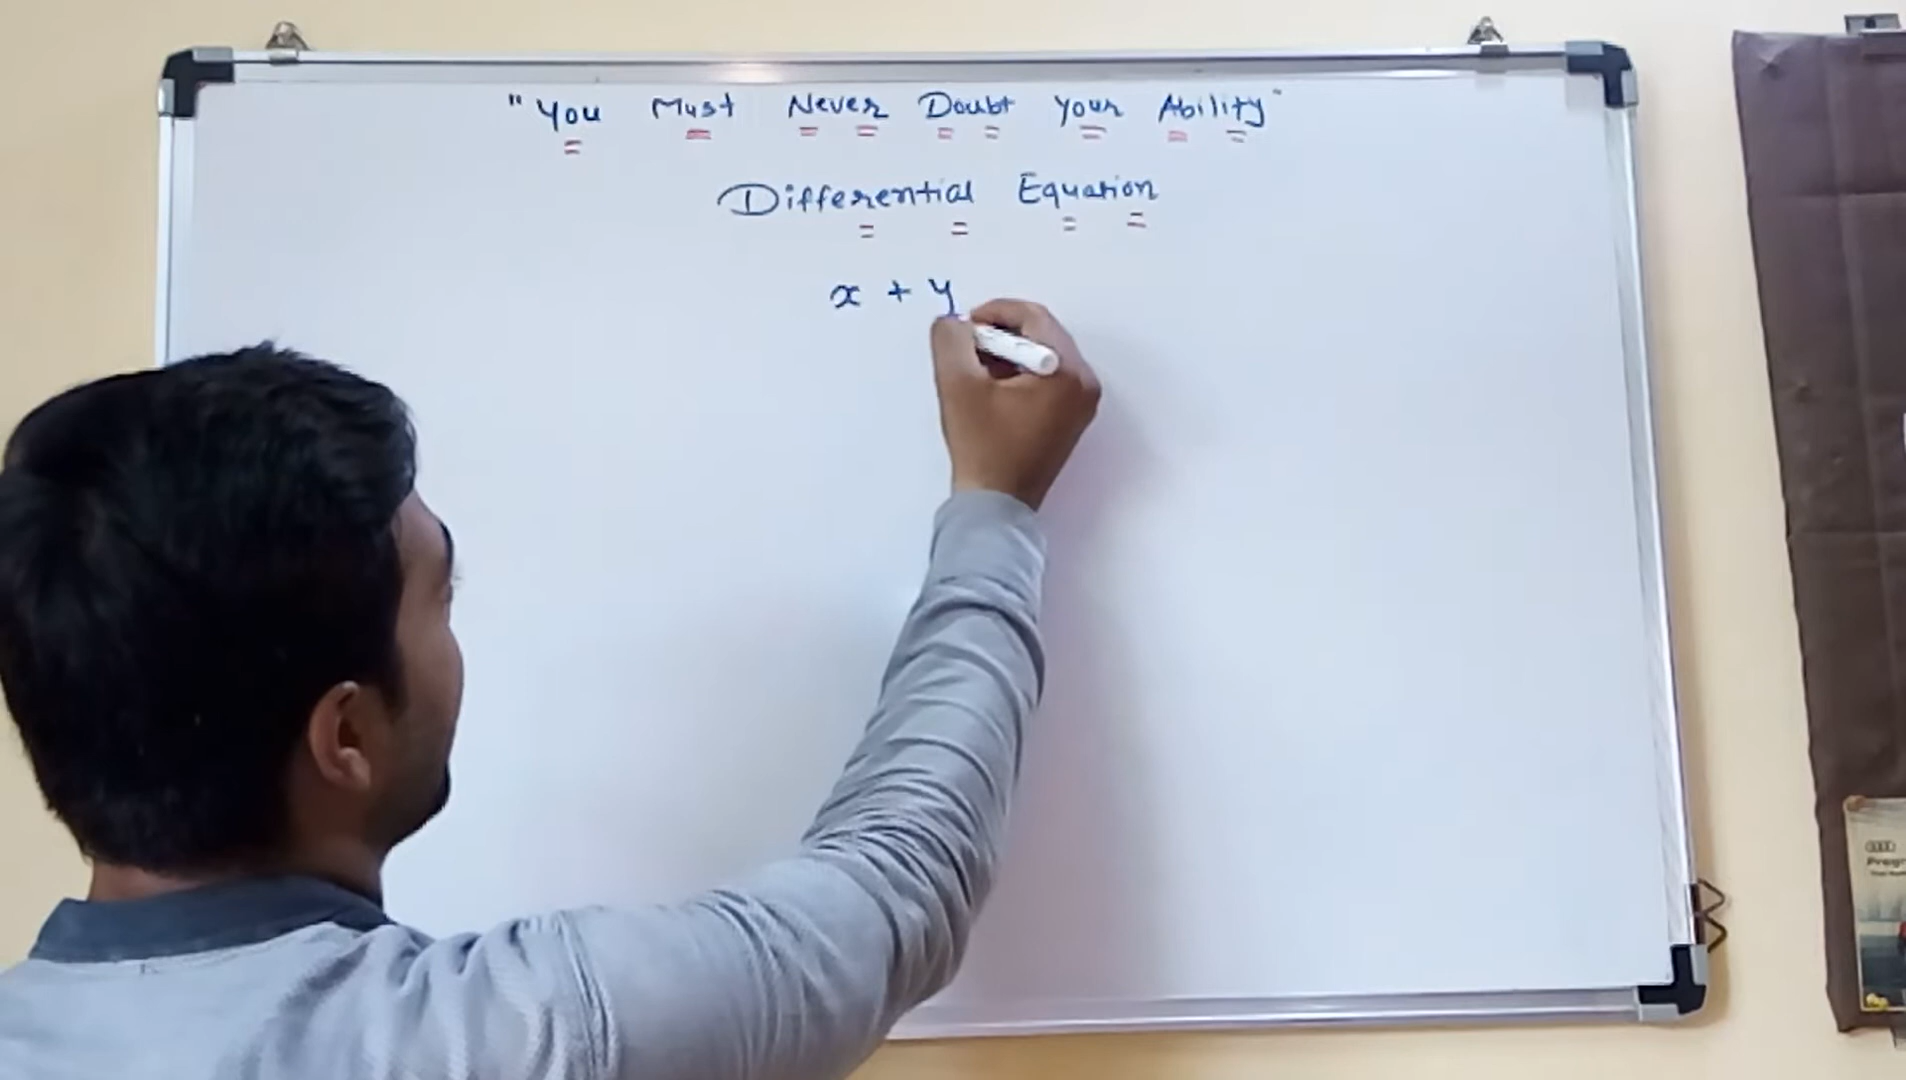 "You Must Never Doubt Your Ability"
Differential Equation
x + y